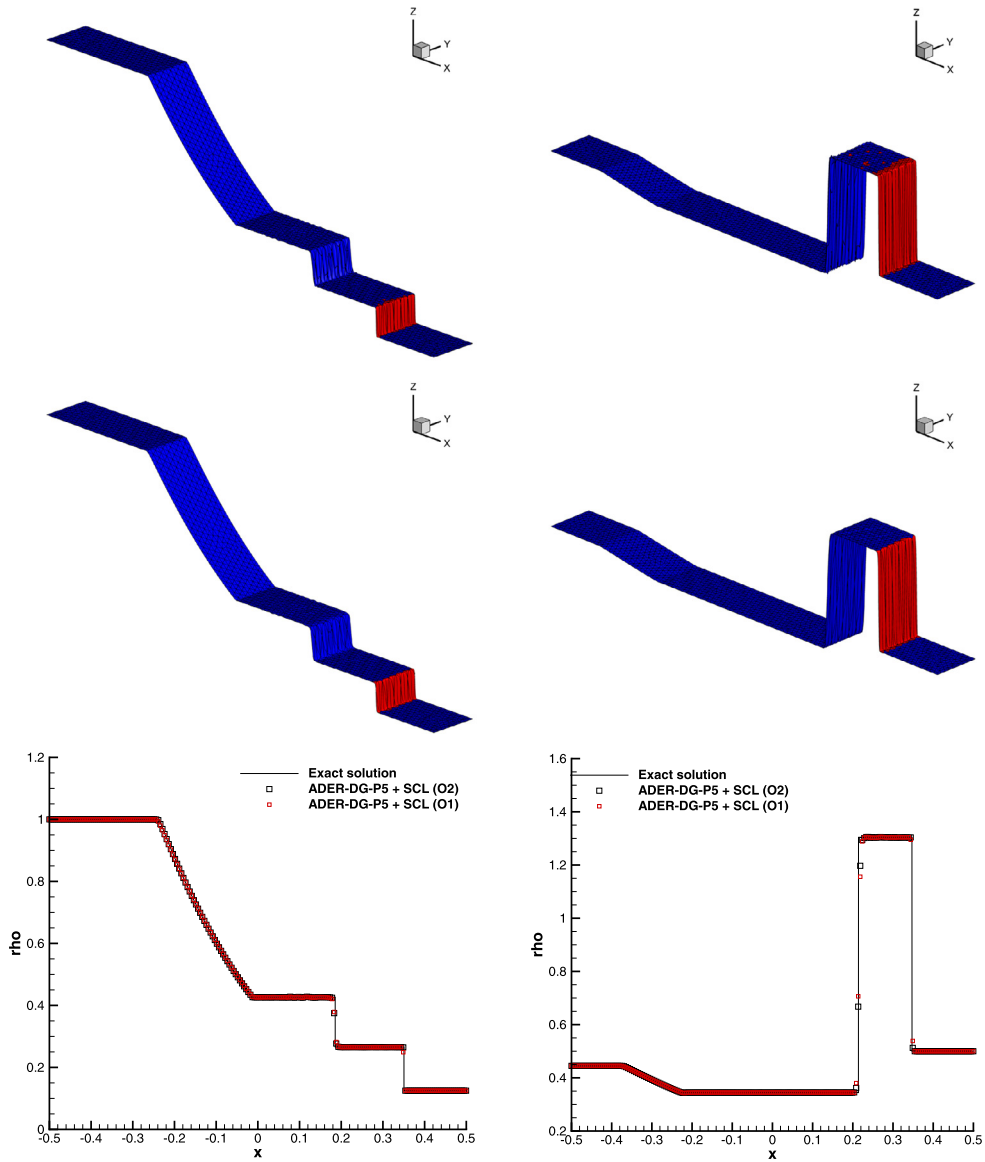 Z
Y
X
Z
Y
X
Z
Y
X
Z
Y
X
1.2
1
0.8
0.6
0.4
0.2
0
rho
Exact solution
ADER-DG-P5 + SCL (O2)
ADER-DG-P5 + SCL (O1)
-0.5 -0.4 -0.3 -0.2 -0.1 0 0.1 0.2 0.3 0.4 0.5
x
1.6
1.4
1.2
1
0.8
0.6
0.4
0.2
rho
Exact solution
ADER-DG-P5 + SCL (O2)
ADER-DG-P5 + SCL (O1)
-0.5 -0.4 -0.3 -0.2 -0.1 0 0.1 0.2 0.3 0.4 0.5
x